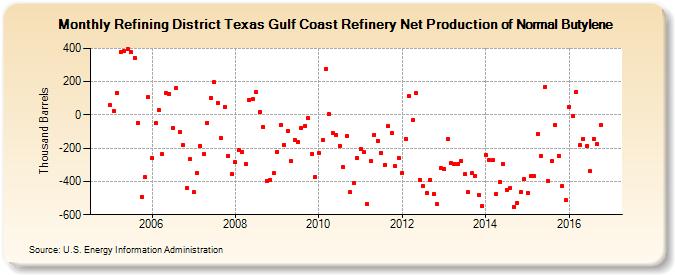 Monthly Refining District Texas Gulf Coast Refinery Net Production of Normal Butylene
Thousand Barrels
400
200
0
-200
-400
-600
2006 2008 2010 2012 2014 2016
Source: U.S. Energy Information Administration